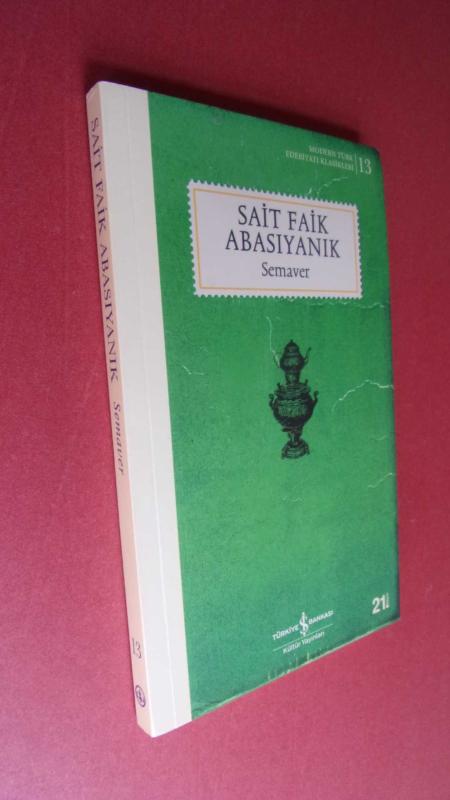 MODERN TÜRK
EDEBİYATI KLASİKLERİ
13
SAİT FAİK
ABASIYANIK
Semaver
TÜRKİYE BANKASI
Kültür Yayınları
SAİT FAİK ABASIYANIK Semaver
13